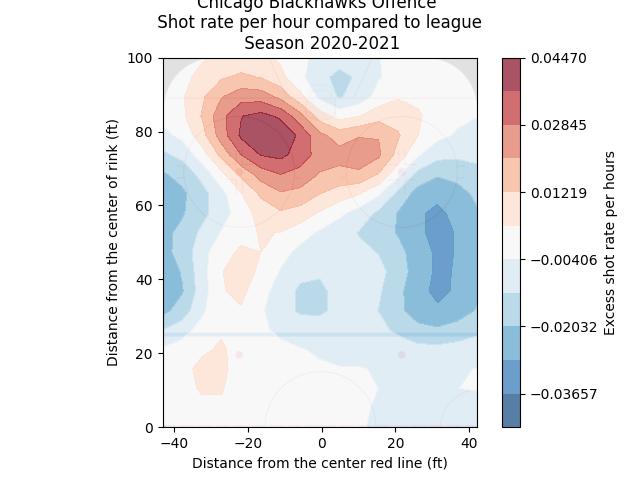 Chicago Blackhawks Offence
Shot rate per hour compared to league
Season 2020-2021
100
80
60
40
20
0
−40
−20
0
20
40
Distance from the center of rink (ft)
Distance from the center red line (ft)
0.04470
0.02845
0.01219
−0.00406
−0.02032
−0.03657
Excess shot rate per hours